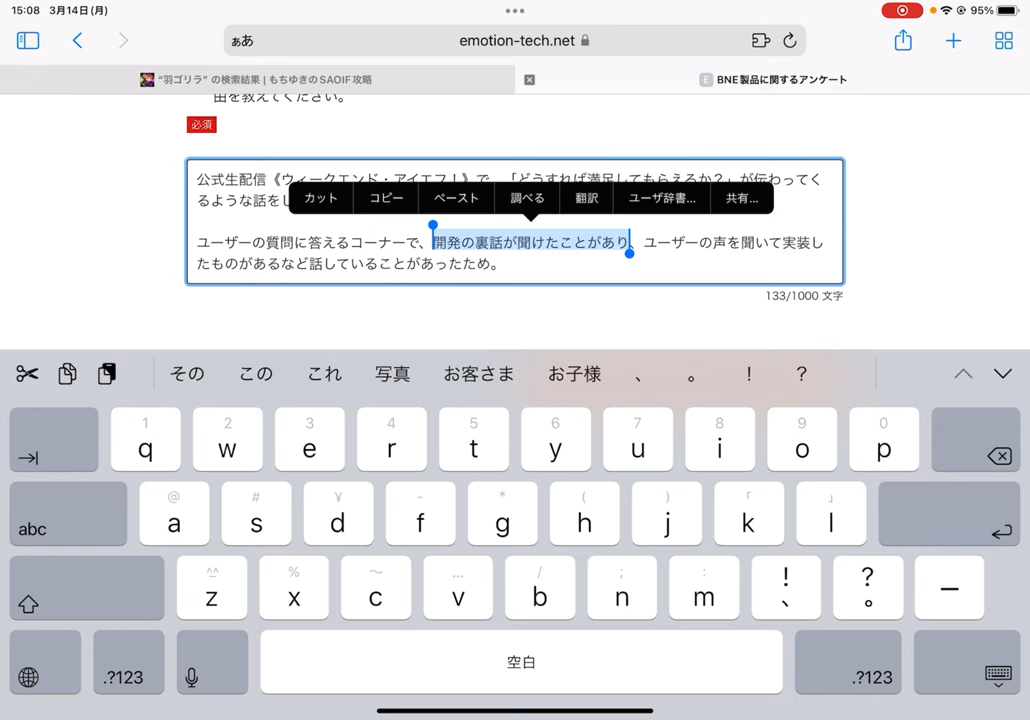 15:08 3月14日(月)
95%
ぁあ
emotion-tech.net
"羽ゴリラ" の検索結果 | もちゆきのSAOIF攻略
E BNE製品に関するアンケート
由を教えてください。
必須
公式生配信《ウィークエンド・アイエフ！》で、「どうすれば満足してもらえるか？」が伝わってく
るような話をし
カット コピー ペースト 調べる 翻訳 ユーザ辞書... 共有...
ユーザーの質問に答えるコーナーで、開発の裏話が聞けたことがあり、ユーザーの声を聞いて実装し
たものがあるなど話していることがあったため。
133/1000 文字
その この これ 写真 お客さま お子様 、 。 ！ ？
1 2 3 4 5 6 7 8 9 0
q w e r t y u i o p
@ # ¥ - * ( ) 「 」
abc a s d f g h j k l
^^ % 〜 … / ; : ! ?
z x c v b n m 、 。 ー
.?123 空白 .?123